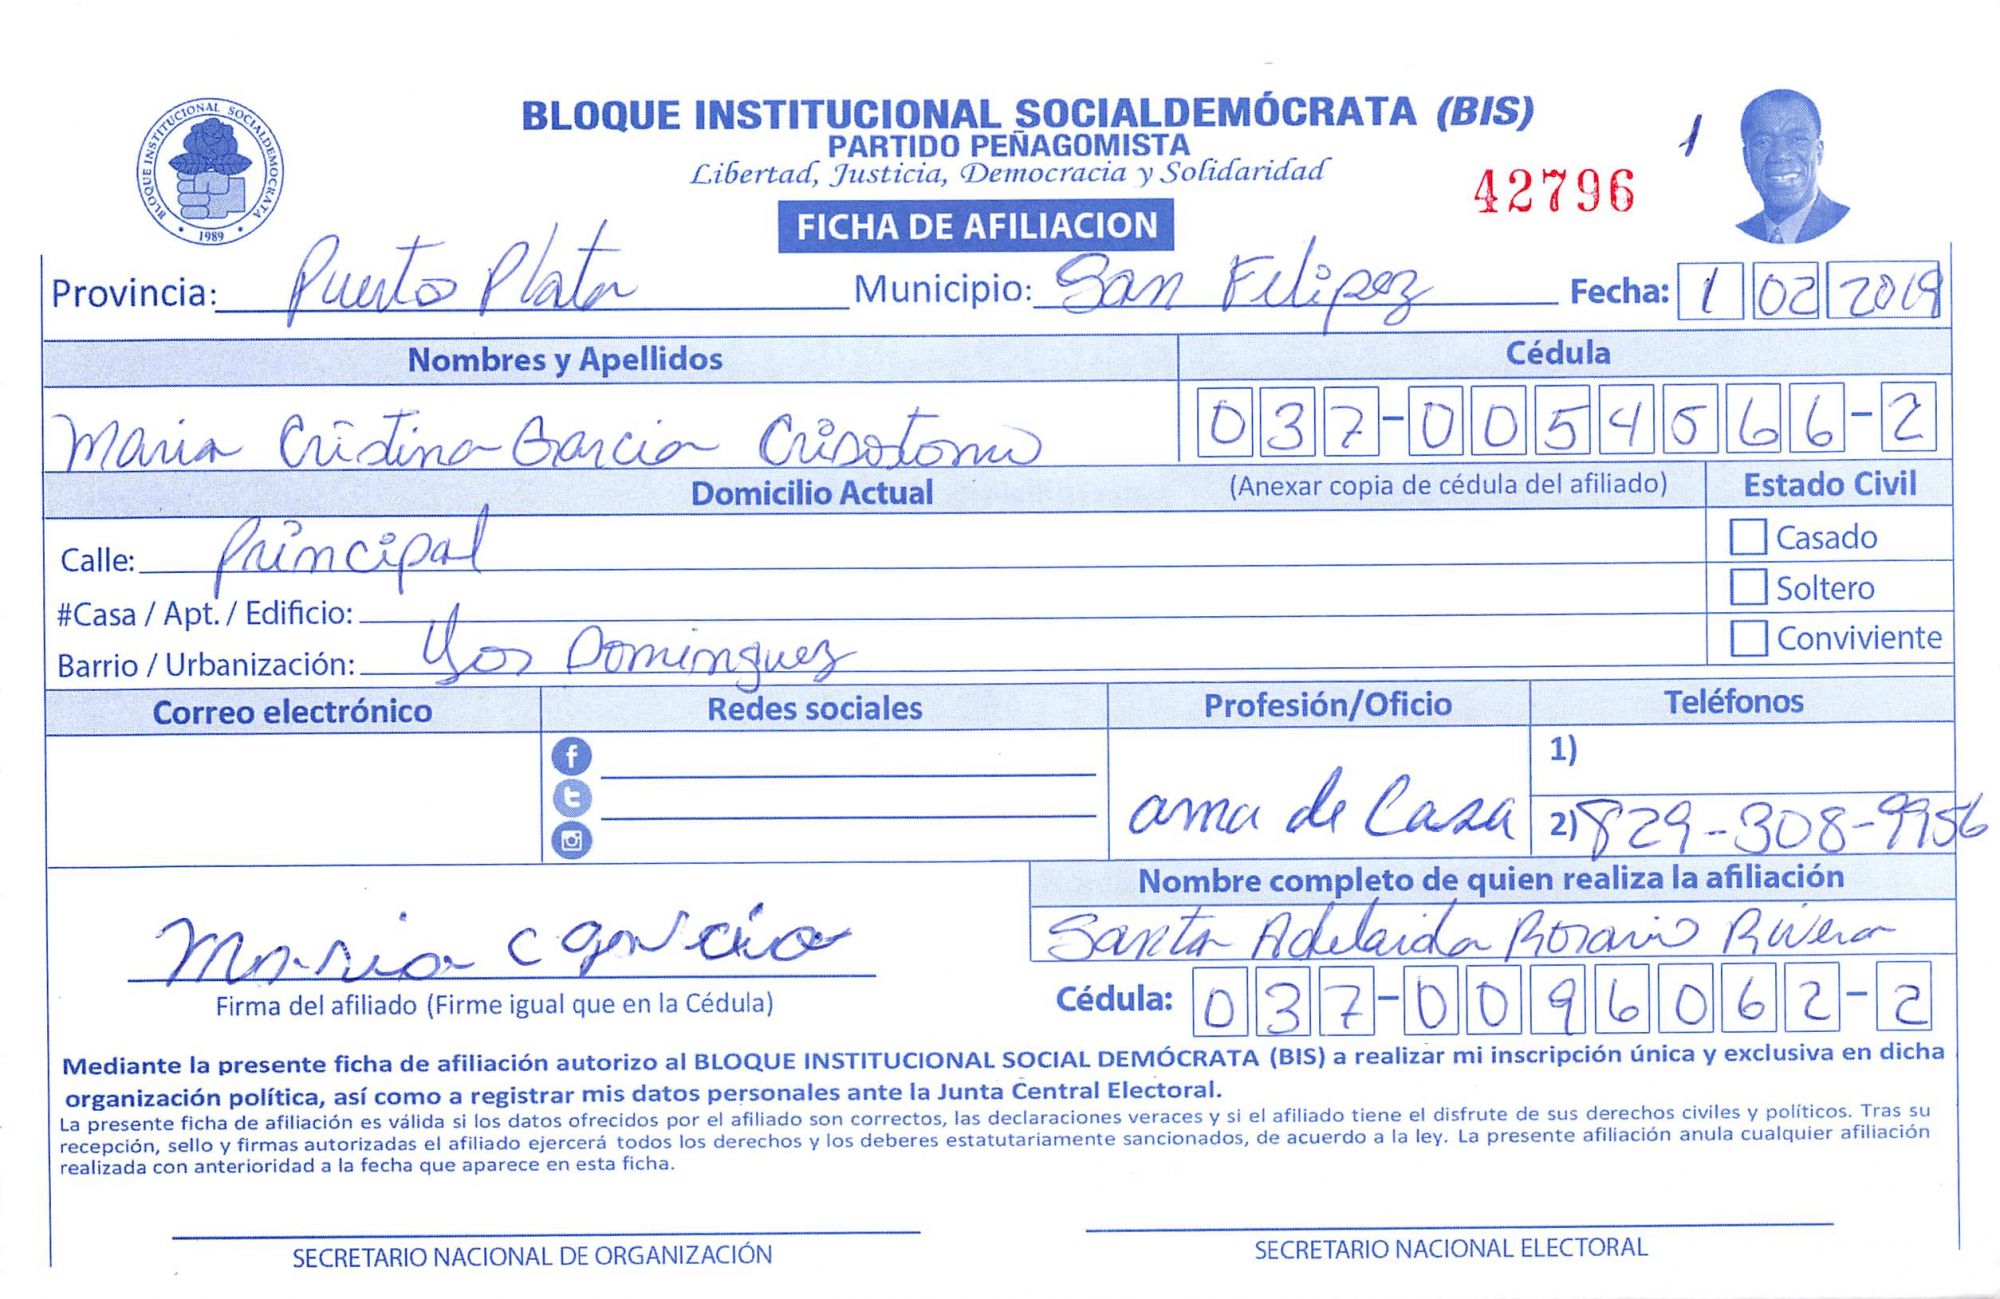 BLOQUE INSTITUCIONAL SOCIALDEMOCRATA
1989
BLOQUE INSTITUCIONAL SOCIALDEMÓCRATA (BIS)
PARTIDO PEÑAGOMISTA
Libertad, Justicia, Democracia y Solidaridad
1
42796
FICHA DE AFILIACION
Provincia: Puerto Plata Municipio: San Felipez Fecha: 1 02 2019
Nombres y Apellidos Cédula
Maria Cristina Garcia Crisostomo 037-0054566-2
Domicilio Actual (Anexar copia de cédula del afiliado) Estado Civil
Calle: Principal Casado
#Casa / Apt. / Edificio: Soltero
Barrio / Urbanización: Los Dominguez Conviviente
Correo electrónico Redes sociales Profesión/Oficio Teléfonos
1)
ama de Casa 2) 829-308-9956
Nombre completo de quien realiza la afiliación
Santa Adelaida Rosario Rivera
Maria C garcia
Firma del afiliado (Firme igual que en la Cédula) Cédula: 037-0096062-2
Mediante la presente ficha de afiliación autorizo al BLOQUE INSTITUCIONAL SOCIAL DEMÓCRATA (BIS) a realizar mi inscripción única y exclusiva en dicha
organización política, así como a registrar mis datos personales ante la Junta Central Electoral.
La presente ficha de afiliación es válida si los datos ofrecidos por el afiliado son correctos, las declaraciones veraces y si el afiliado tiene el disfrute de sus derechos civiles y políticos. Tras su
recepción, sello y firmas autorizadas el afiliado ejercerá todos los derechos y los deberes estatutariamente sancionados, de acuerdo a la ley. La presente afiliación anula cualquier afiliación
realizada con anterioridad a la fecha que aparece en esta ficha.
SECRETARIO NACIONAL DE ORGANIZACIÓN SECRETARIO NACIONAL ELECTORAL